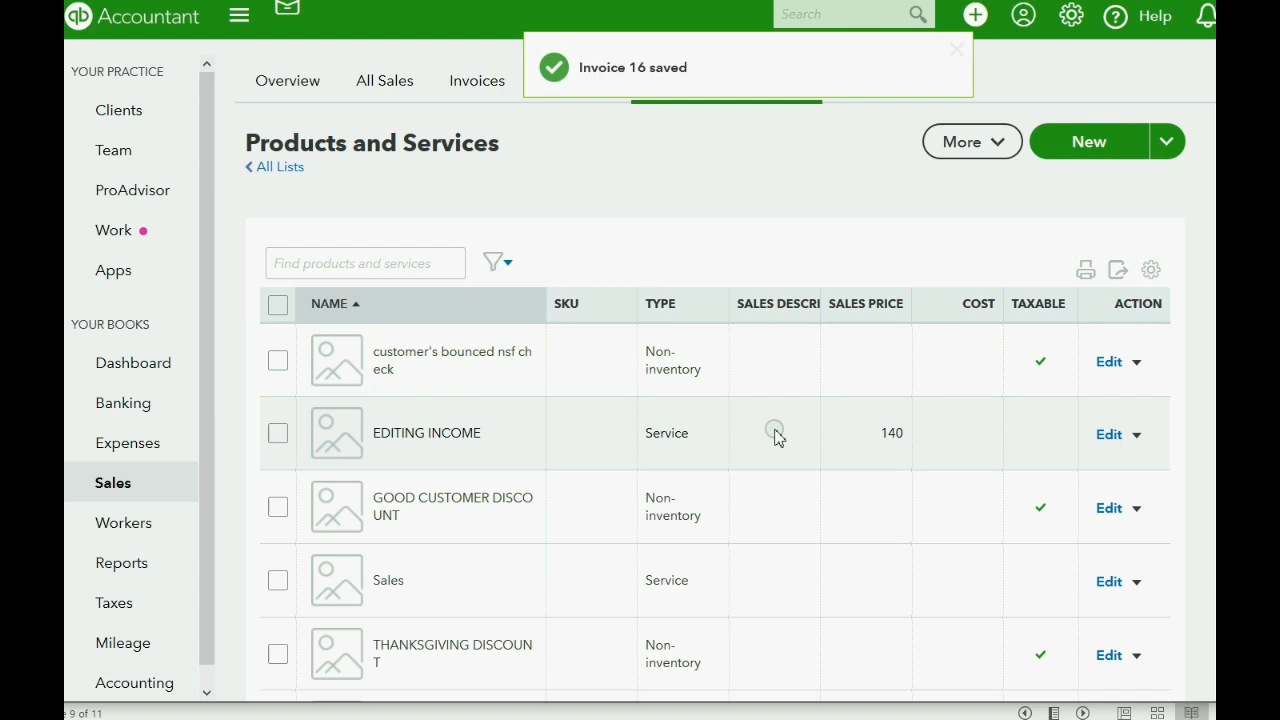 qb Accountant
Search
Help
Invoice 16 saved
YOUR PRACTICE
Clients
Team
ProAdvisor
Work
Apps
YOUR BOOKS
Dashboard
Banking
Expenses
Sales
Workers
Reports
Taxes
Mileage
Accounting
Overview All Sales Invoices
Products and Services
All Lists
More
New
Find products and services
NAME SKU TYPE SALES DESCRI SALES PRICE COST TAXABLE ACTION
customer's bounced nsf ch
eck
Non-
inventory
Edit
EDITING INCOME Service 140 Edit
GOOD CUSTOMER DISCO
UNT
Non-
inventory
Edit
Sales Service Edit
THANKSGIVING DISCOUN
T
Non-
inventory
Edit
9 of 11